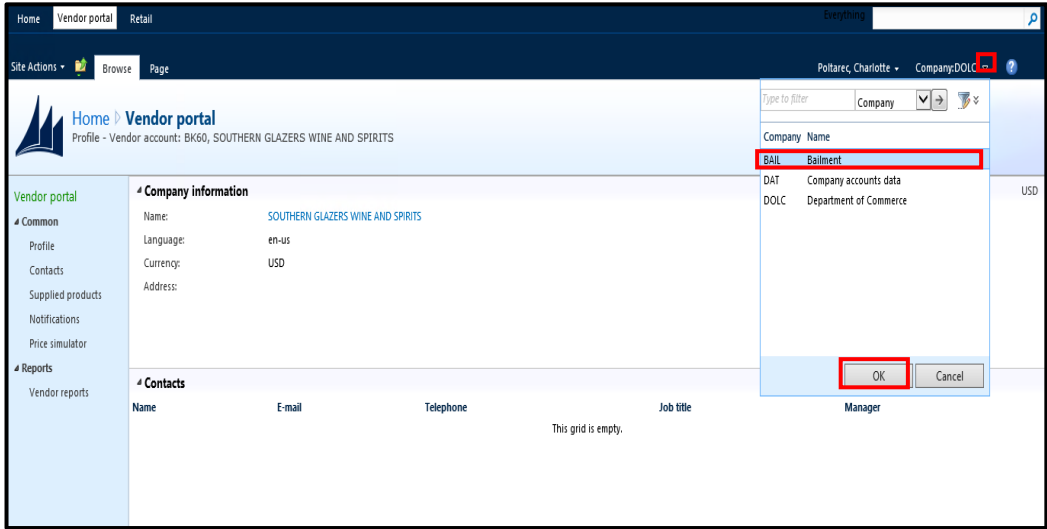 Home Vendor portal Retail Everything
Site Actions Browse Page Poltarec, Charlotte Company:DOLC
Home Vendor portal
Profile - Vendor account: BK60, SOUTHERN GLAZERS WINE AND SPIRITS
Type to filter Company
Company Name
BAIL Bailment
DAT Company accounts data
DOLC Department of Commerce
OK Cancel
Vendor portal
Common
Profile
Contacts
Supplied products
Notifications
Price simulator
Reports
Vendor reports
Company information USD
Name: SOUTHERN GLAZERS WINE AND SPIRITS
Language: en-us
Currency: USD
Address:
Contacts
Name E-mail Telephone Job title Manager
This grid is empty.